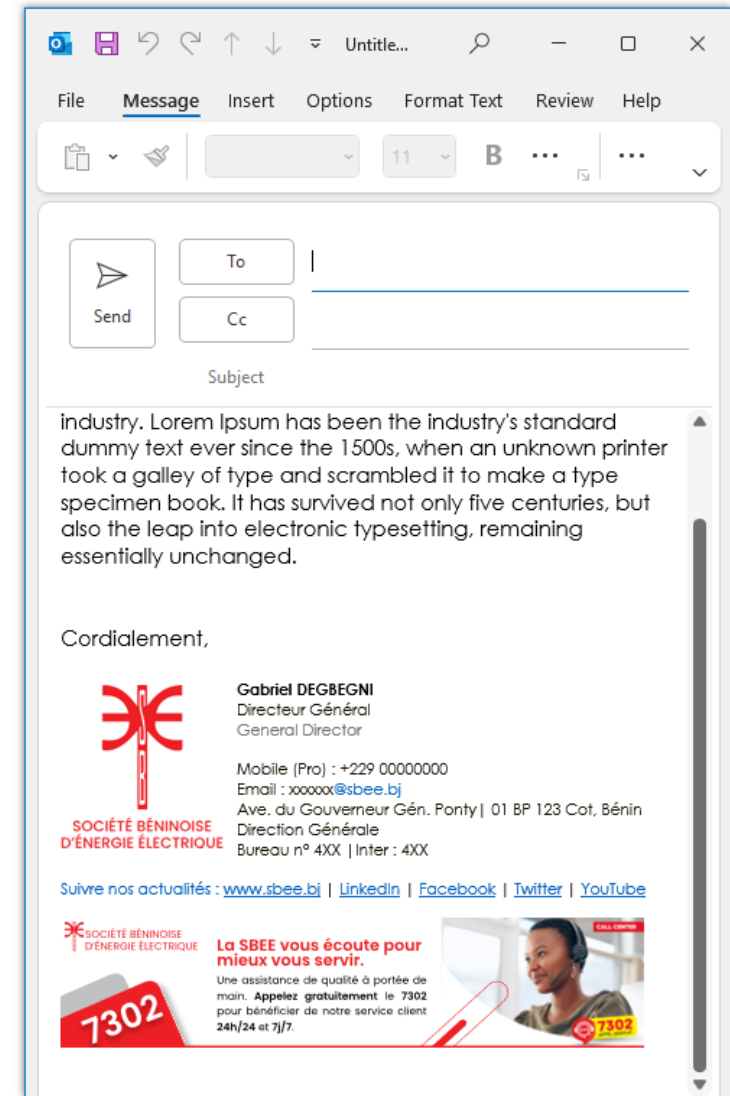 Untitle...
File Message Insert Options Format Text Review Help
11 B ... ...
To
Send
Cc
Subject
industry. Lorem Ipsum has been the industry's standard
dummy text ever since the 1500s, when an unknown printer
took a galley of type and scrambled it to make a type
specimen book. It has survived not only five centuries, but
also the leap into electronic typesetting, remaining
essentially unchanged.
Cordialement,
SBEE
SOCIÉTÉ BÉNINOISE
D'ÉNERGIE ÉLECTRIQUE
Gabriel DEGBEGNI
Directeur Général
General Director
Mobile (Pro) : +229 00000000
Email : xxxxxx@sbee.bj
Ave. du Gouverneur Gén. Ponty| 01 BP 123 Cot, Bénin
Direction Générale
Bureau nº 4XX |Inter : 4XX
Suivre nos actualités : www.sbee.bj | LinkedIn | Facebook | Twitter | YouTube
SOCIÉTÉ BÉNINOISE
D'ÉNERGIE ÉLECTRIQUE
7302
La SBEE vous écoute pour
mieux vous servir.
Une assistance de qualité à portée de
main. Appelez gratuitement le 7302
pour bénéficier de notre service client
24h/24 et 7j/7.
CALL CENTER
7302
APPEL GRATUIT